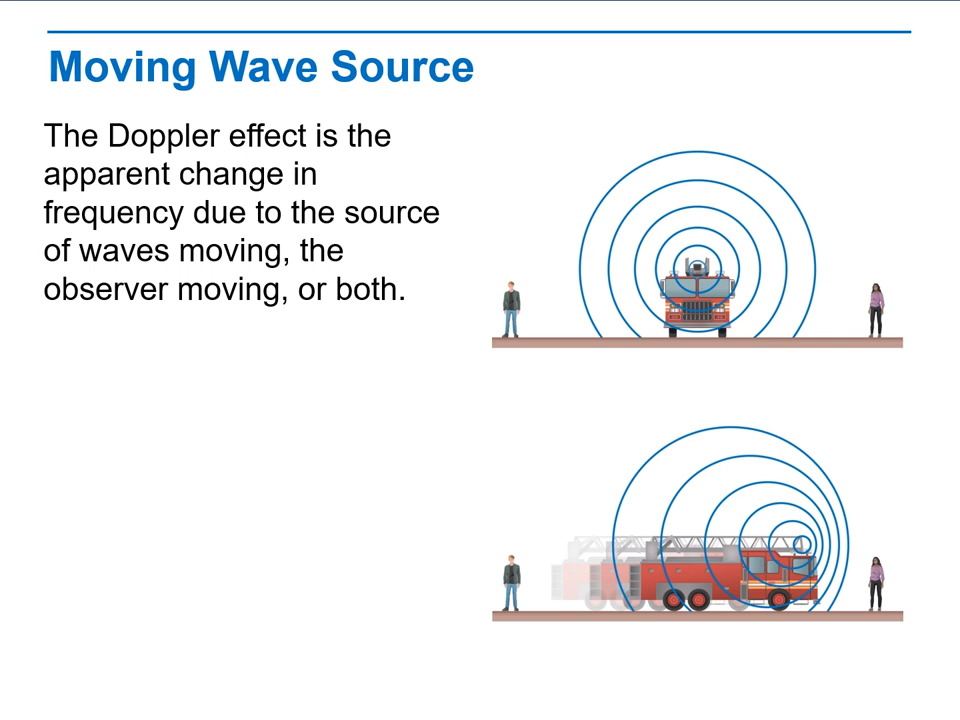 Moving Wave Source
The Doppler effect is the
apparent change in
frequency due to the source
of waves moving, the
observer moving, or both.